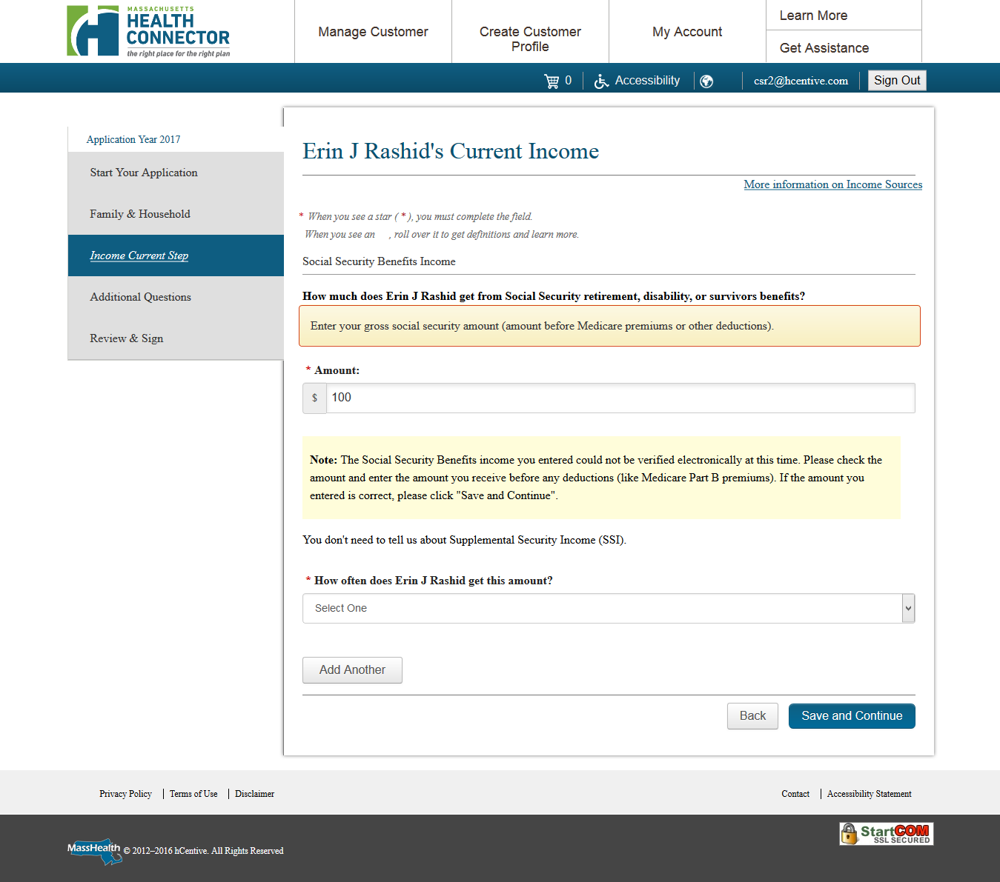 MASSACHUSETTS
HEALTH
CONNECTOR
the right place for the right plan
Manage Customer
Create Customer
Profile
My Account
Learn More
Get Assistance
0
Accessibility
csr2@hcentive.com
Sign Out
Application Year 2017
Start Your Application
Family & Household
Income Current Step
Additional Questions
Review & Sign
Erin J Rashid's Current Income
More information on Income Sources
* When you see a star ( * ), you must complete the field.
When you see an , roll over it to get definitions and learn more.
Social Security Benefits Income
How much does Erin J Rashid get from Social Security retirement, disability, or survivors benefits?
Enter your gross social security amount (amount before Medicare premiums or other deductions).
* Amount:
$ 100
Note: The Social Security Benefits income you entered could not be verified electronically at this time. Please check the
amount and enter the amount you receive before any deductions (like Medicare Part B premiums). If the amount you
entered is correct, please click "Save and Continue".
You don't need to tell us about Supplemental Security Income (SSI).
* How often does Erin J Rashid get this amount?
Select One
Add Another
Back
Save and Continue
Privacy Policy
Terms of Use
Disclaimer
Contact
Accessibility Statement
MassHealth
© 2012–2016 hCentive. All Rights Reserved
StartCOM
SSL SECURED